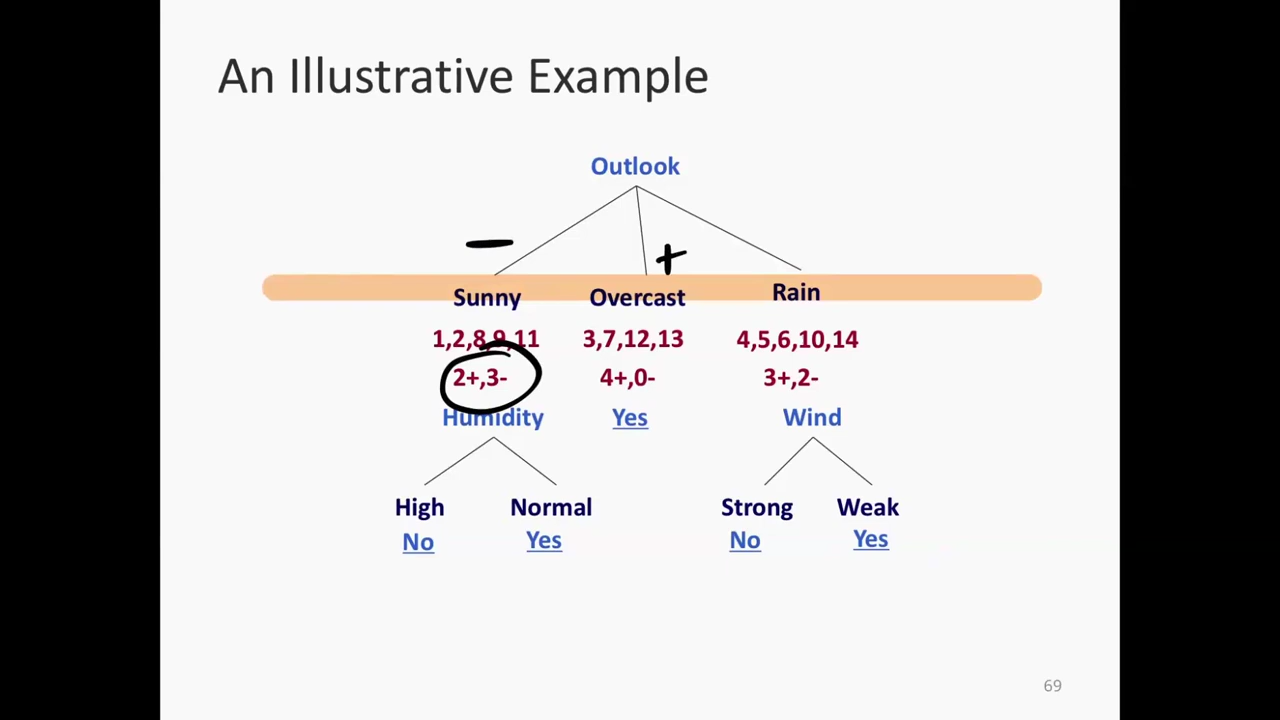 An Illustrative Example
Outlook
− +
Sunny Overcast Rain
1,2,8,9,11 3,7,12,13 4,5,6,10,14
2+,3- 4+,0- 3+,2-
Humidity Yes Wind
High Normal Strong Weak
No Yes No Yes
69